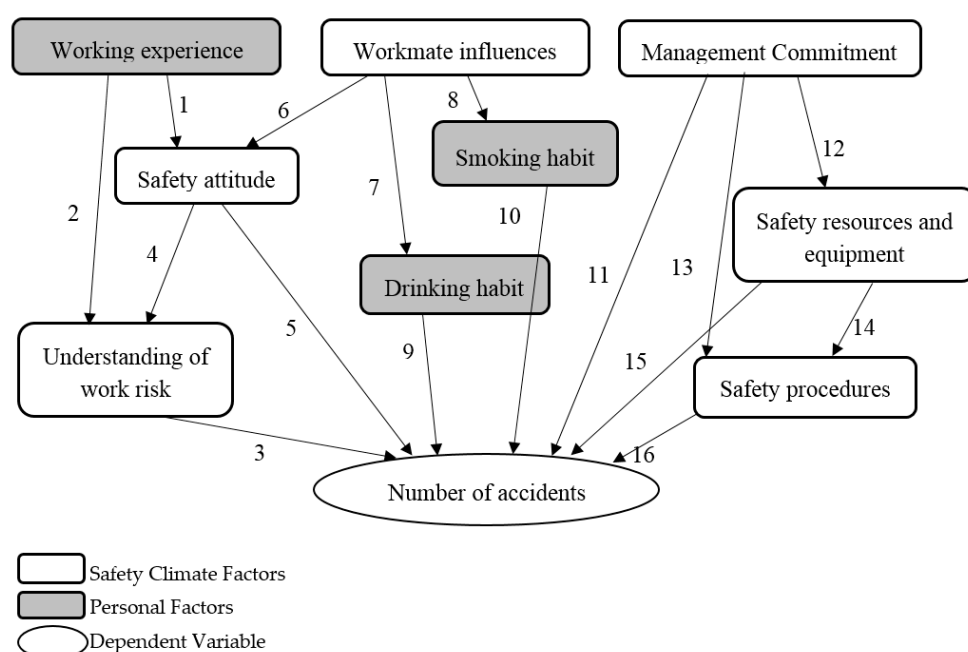 Working experience
Workmate influences
Management Commitment
1
6
8
12
Smoking habit
Safety attitude
2
7
10
Safety resources and
equipment
4
11
13
Drinking habit
5
14
Understanding of
work risk
9
15
Safety procedures
3
16
Number of accidents
Safety Climate Factors
Personal Factors
Dependent Variable